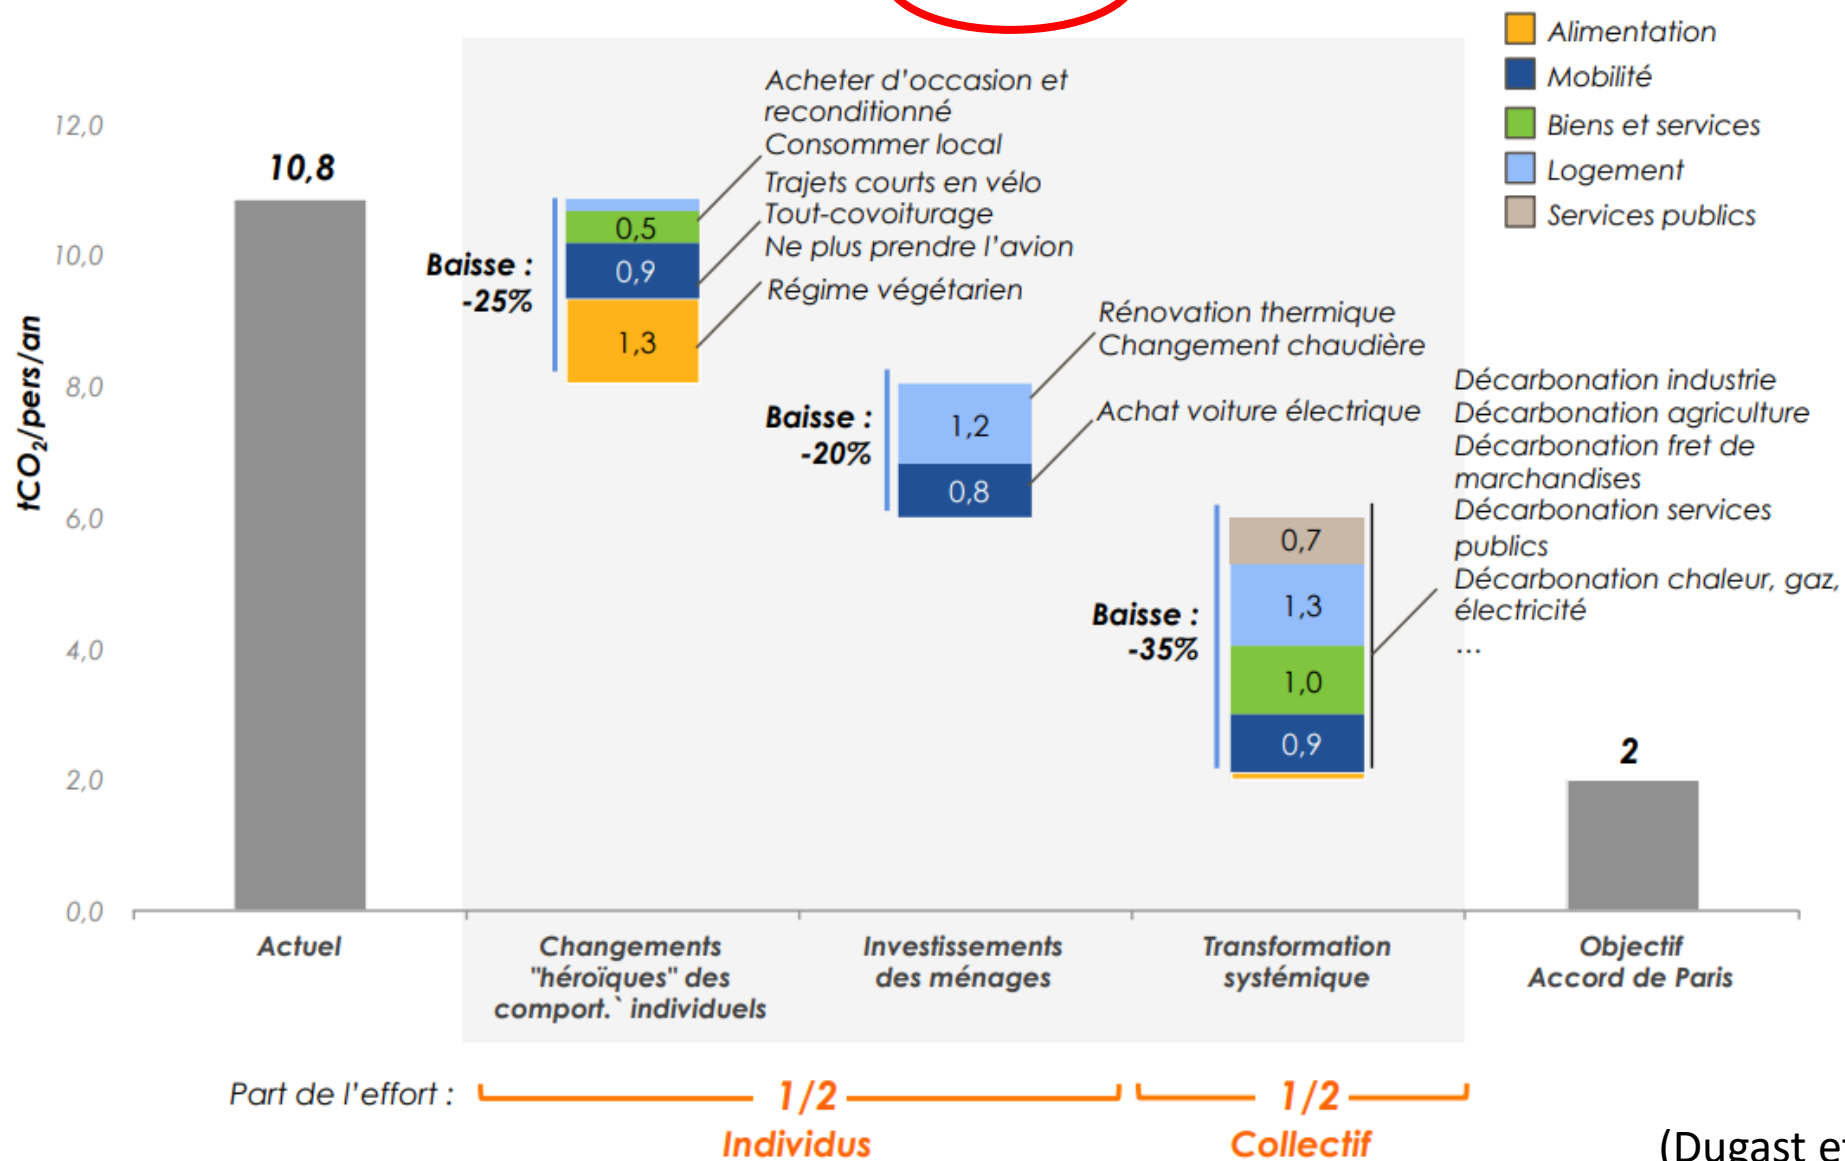 Alimentation
Mobilité
Biens et services
Logement
Services publics
tCO₂/pers/an
12,0
10,0
8,0
6,0
4,0
2,0
0,0
10,8
Baisse :
-25%
0,5
0,9
1,3
Acheter d'occasion et
reconditionné
Consommer local
Trajets courts en vélo
Tout-covoiturage
Ne plus prendre l'avion
Régime végétarien
Baisse :
-20%
1,2
0,8
Rénovation thermique
Changement chaudière
Achat voiture électrique
Baisse :
-35%
0,7
1,3
1,0
0,9
Décarbonation industrie
Décarbonation agriculture
Décarbonation fret de
marchandises
Décarbonation services
publics
Décarbonation chaleur, gaz,
électricité
...
2
Actuel
Changements
"héroïques" des
comport.` individuels
Investissements
des ménages
Transformation
systémique
Objectif
Accord de Paris
Part de l'effort :
1/2
Individus
1/2
Collectif
(Dugast et